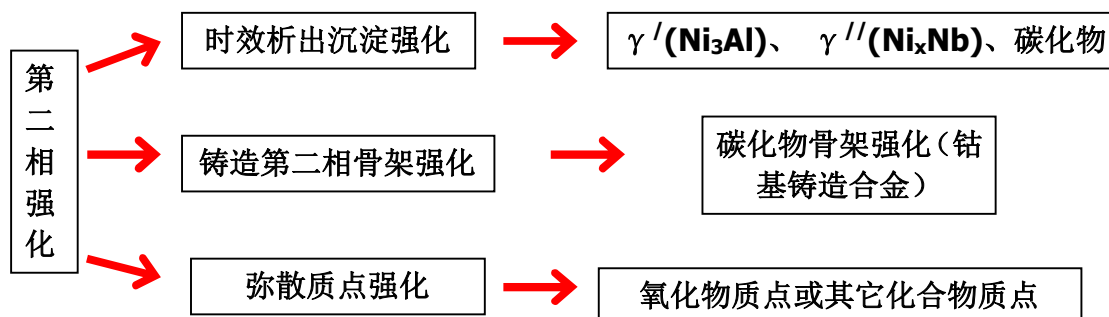 第
二
相
强
化
时效析出沉淀强化
γ /(Ni₃Al)、 γ //(NiₓNb)、碳化物
铸造第二相骨架强化
碳化物骨架强化（钴
基铸造合金）
弥散质点强化
氧化物质点或其它化合物质点